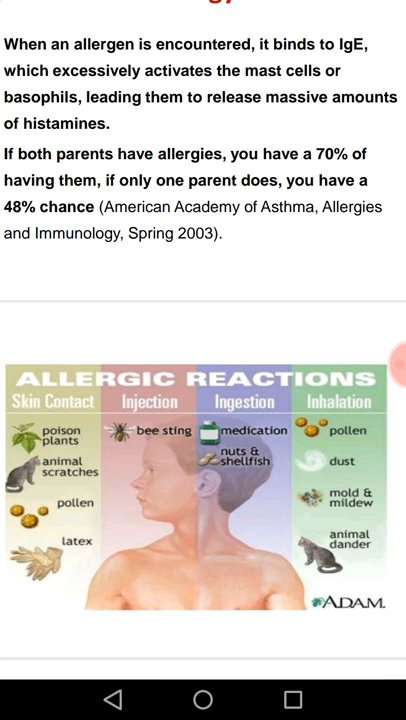 When an allergen is encountered, it binds to IgE,
which excessively activates the mast cells or
basophils, leading them to release massive amounts
of histamines.
If both parents have allergies, you have a 70% of
having them, if only one parent does, you have a
48% chance (American Academy of Asthma, Allergies
and Immunology, Spring 2003).
ALLERGIC REACTIONS
Skin Contact Injection Ingestion Inhalation
poison
plants
animal
scratches
pollen
latex
bee sting
medication
nuts &
shellfish
pollen
dust
mold &
mildew
animal
dander
ADAM.